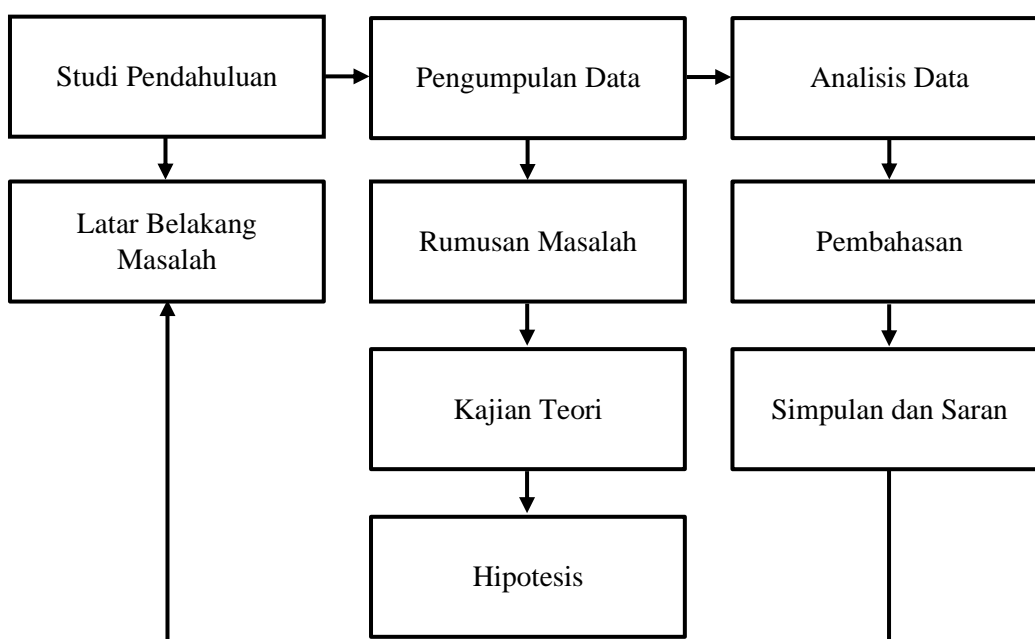 Studi Pendahuluan
Pengumpulan Data
Analisis Data
Latar Belakang
Masalah
Rumusan Masalah
Pembahasan
Kajian Teori
Simpulan dan Saran
Hipotesis